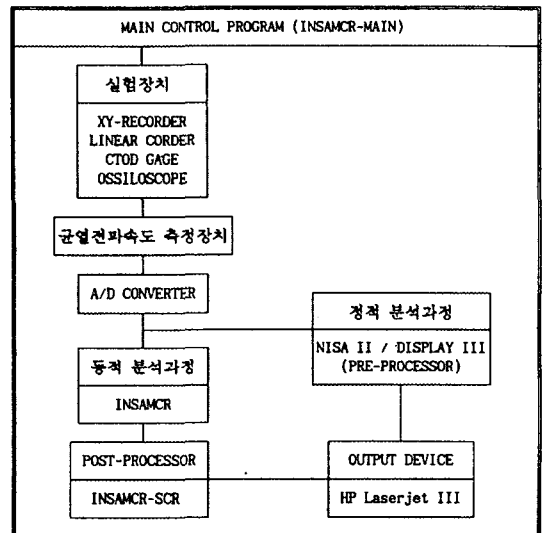 MAIN CONTROL PROGRAM (INSAMCR-MAIN)
실험장치
XY-RECORDER
LINEAR CORDER
CTOD GAGE
OSSILOSCOPE
균열전파속도 측정장치
A/D CONVERTER
정적 분석과정
NISA II / DISPLAY III
(PRE-PROCESSOR)
동적 분석과정
INSAMCR
POST-PROCESSOR
INSAMCR-SCR
OUTPUT DEVICE
HP Laserjet III